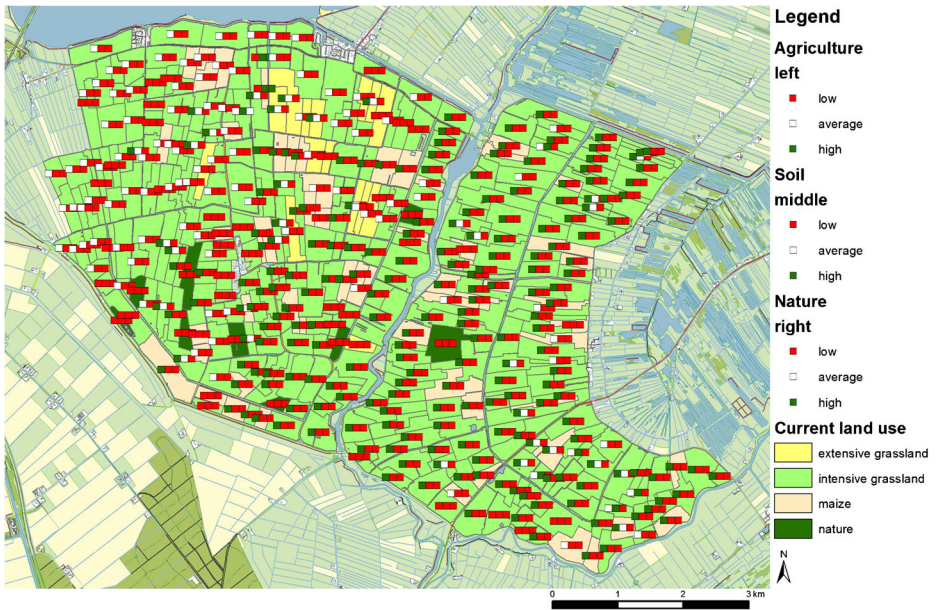 Legend
Agriculture
left
low
average
high
Soil
middle
low
average
high
Nature
right
low
average
high
Current land use
extensive grassland
intensive grassland
maize
nature
N
0 1 2 3 km